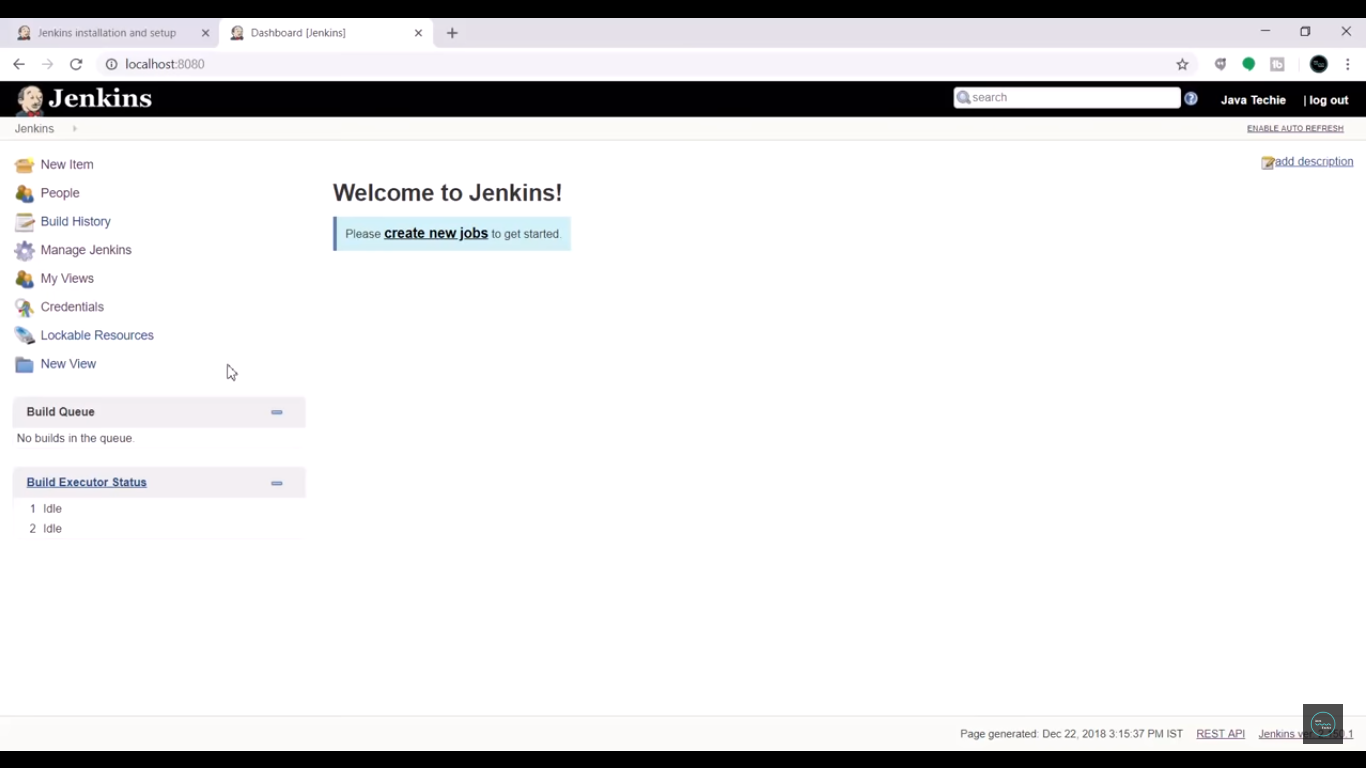 Jenkins installation and setup
Dashboard [Jenkins]
localhost:8080
Jenkins
search
Java Techie
| log out
Jenkins
ENABLE AUTO REFRESH
New Item
add description
People
Build History
Manage Jenkins
My Views
Credentials
Lockable Resources
New View
Welcome to Jenkins!
Please create new jobs to get started.
Build Queue
No builds in the queue.
Build Executor Status
1 Idle
2 Idle
Page generated: Dec 22, 2018 3:15:37 PM IST
REST API
Jenkins